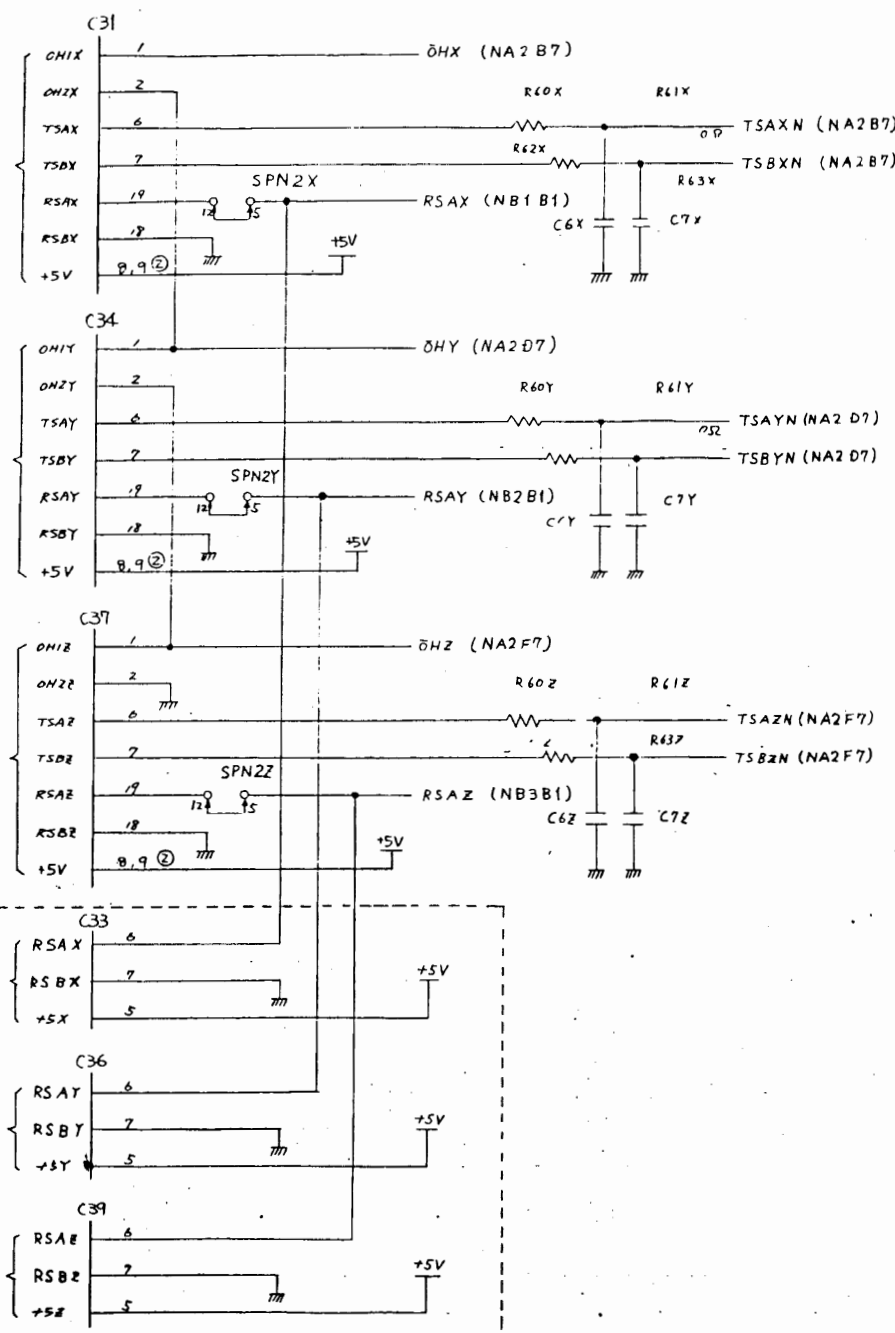 C31
OH1X 1 ŌHX (NA2B7)
OH2X 2
R60X R61X
TSAX 6 0Ω TSAXN (NA2B7)
R62X
TSBX 7 TSBXN (NA2B7)
R63X
SPN2X
RSAX 19 12 5 RSAX (NB1B1)
C6X C7X
RSBX 18
+5V
+5V 8,9 ②
C34
OH1Y 1 ŌHY (NA2D7)
OH2Y 2
R60Y R61Y
TSAY 6 0Ω TSAYN (NA2D7)
TSBY 7 TSBYN (NA2D7)
SPN2Y
RSAY 19 12 5 RSAY (NB2B1)
C7Y
RSBY 18
+5V
+5V 8,9 ②
C37
OH1Z 1 ŌHZ (NA2F7)
OH2Z 2
R60Z R61Z
TSAZ 6 TSAZN (NA2F7)
R63Z
TSBZ 7 TSBZN (NA2F7)
SPN2Z
RSAZ 19 12 5 RSAZ (NB3B1)
C6Z C7Z
RSBZ 18
+5V
+5V 8,9 ②
C33
RSAX 6
RSBX 7
+5V
+5X 5
C36
RSAY 6
RSBY 7
+5V
+5Y 5
C39
RSAZ 6
RSBZ 7
+5V
+5Z 5